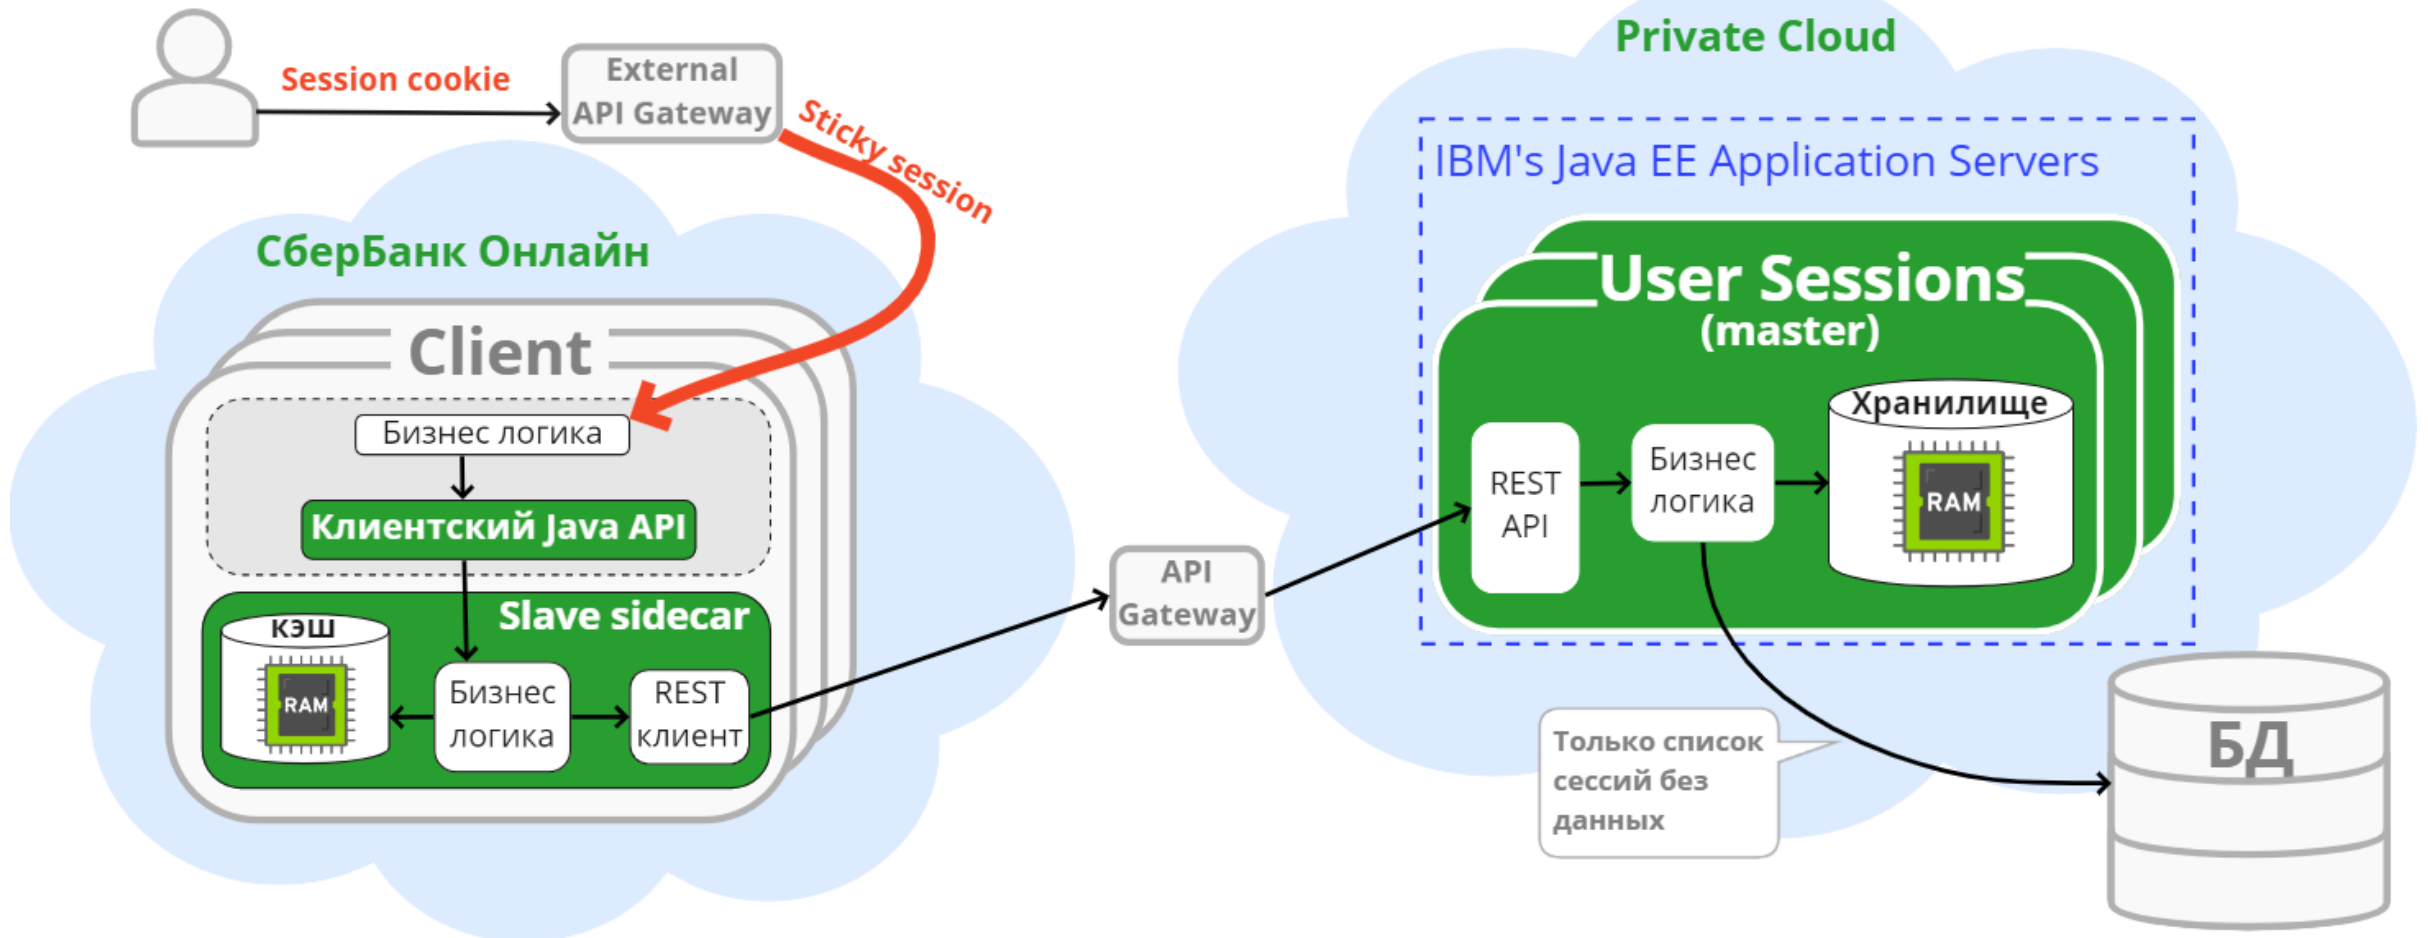 Session cookie
External
API Gateway
Sticky session
СберБанк Онлайн
Client
Бизнес логика
Клиентский Java API
Slave sidecar
КЭШ
RAM
Бизнес
логика
REST
клиент
API
Gateway
Private Cloud
IBM's Java EE Application Servers
User Sessions
(master)
REST
API
Бизнес
логика
Хранилище
RAM
Только список
сессий без
данных
БД